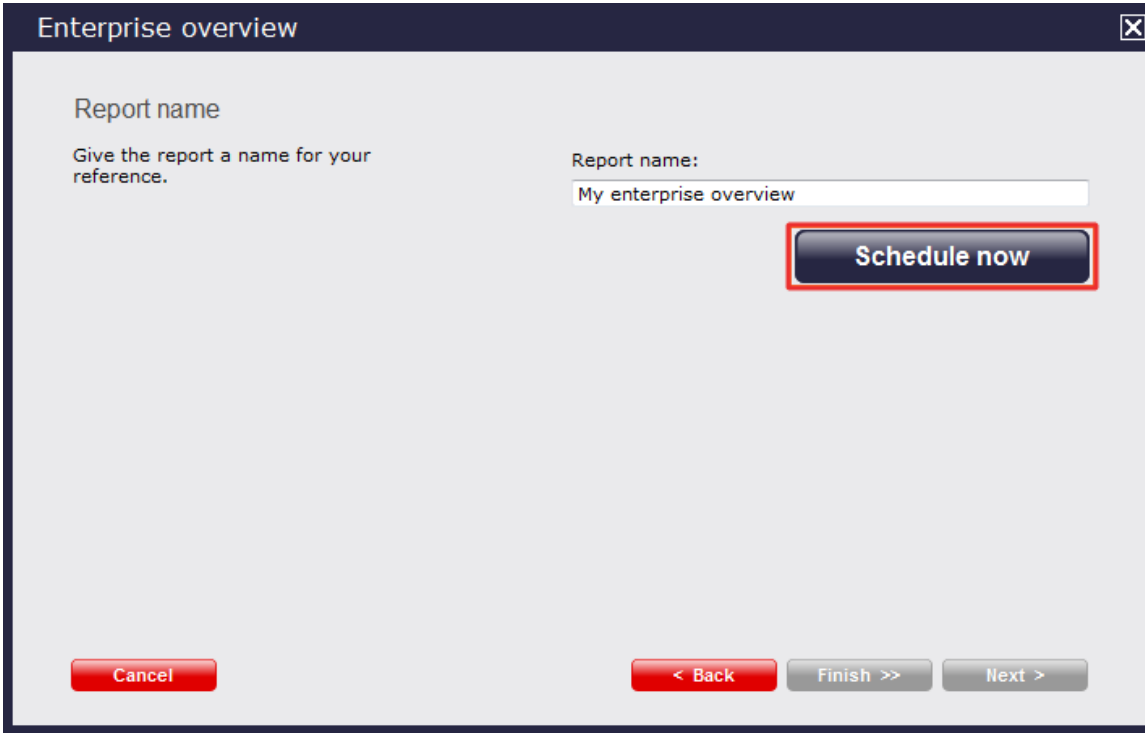 Enterprise overview
Report name
Give the report a name for your
reference.
Report name:
My enterprise overview
Schedule now
Cancel
< Back
Finish >>
Next >